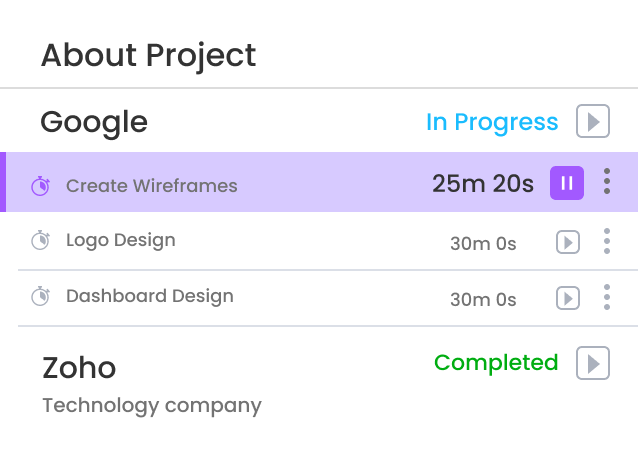 About Project
Google In Progress
Create Wireframes 25m 20s
Logo Design 30m 0s
Dashboard Design 30m 0s
Zoho Completed
Technology company